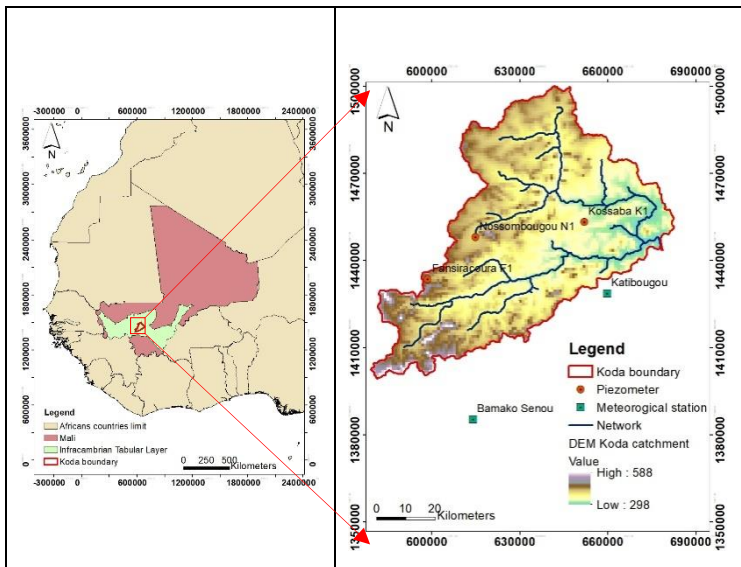 -300000 0 600000 1200000 1800000 2400000
3600000 3600000
3000000 3000000
2400000 2400000
1800000 1800000
1200000 1200000
600000 600000
0 0
N
Legend
Africans countries limit
Mali
Infracambrian Tabular Layer
Koda boundary
0 250 500
Kilometers
-300000 0 600000 1200000 1800000 2400000
600000 630000 660000 690000
1500000 1500000
1470000 1470000
1440000 1440000
1410000 1410000
1380000 1380000
1350000 1350000
N
Kossaba K1
Nossombougou N1
Fansiracoura F1
Katibougou
Bamako Senou
Legend
Koda boundary
Piezometer
Meteorogical station
Network
DEM Koda catchment
Value
High : 588
Low : 298
0 10 20
Kilometers
600000 630000 660000 690000